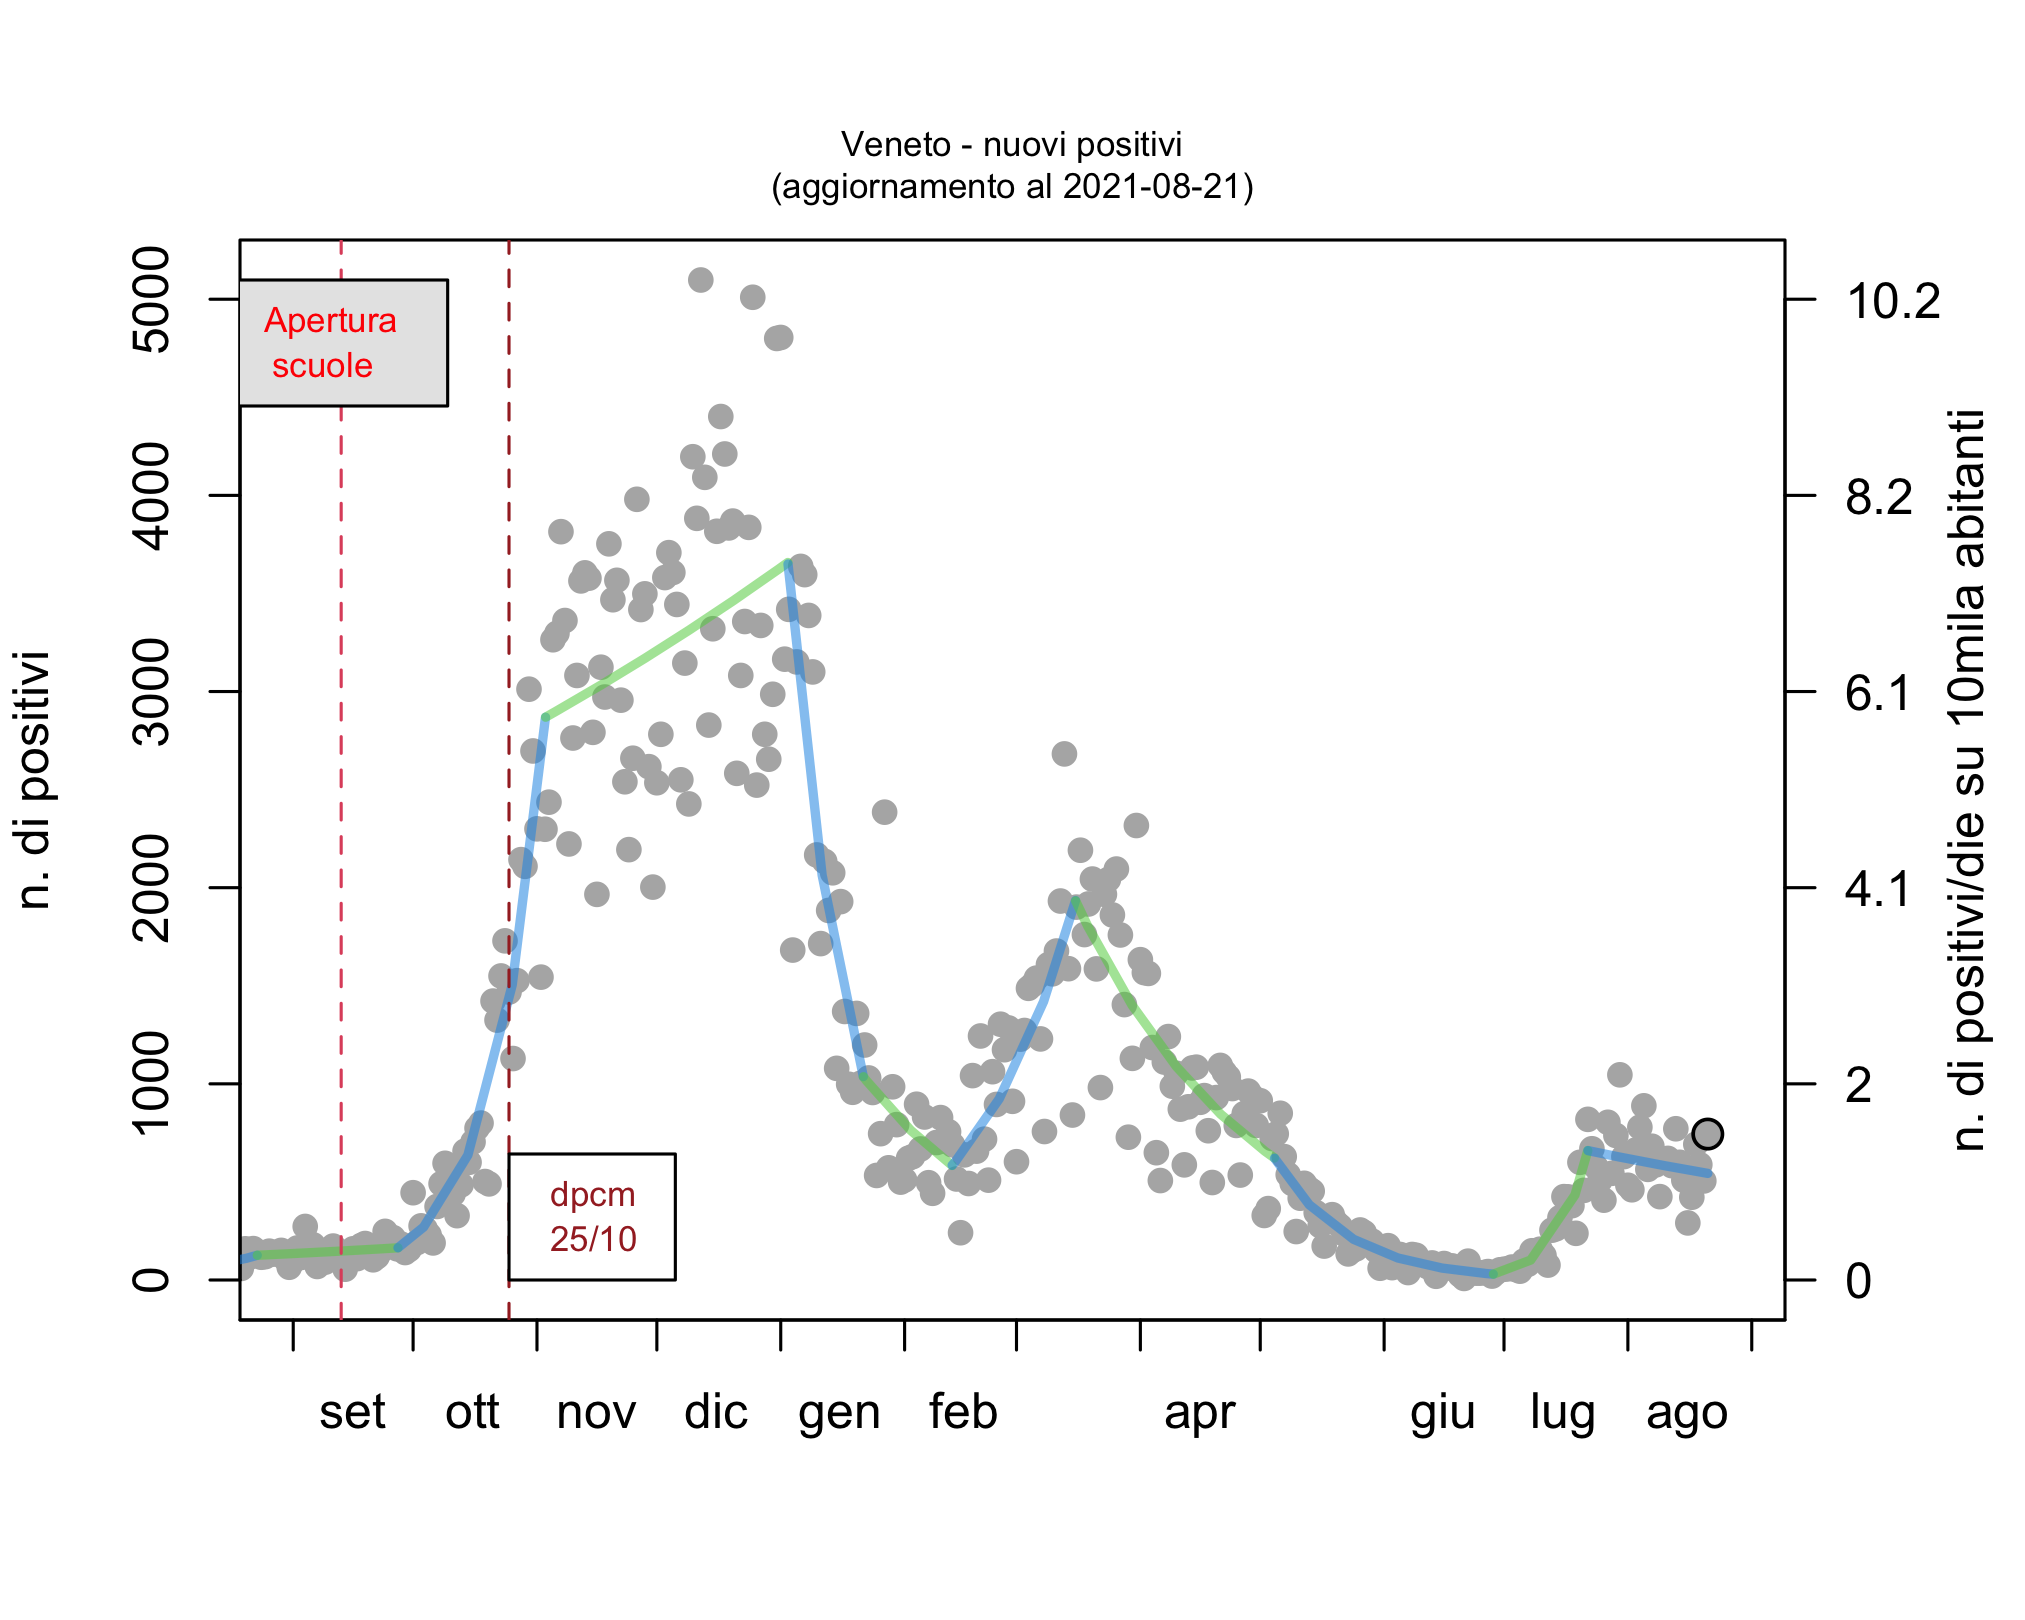 Veneto - nuovi positivi
(aggiornamento al 2021-08-21)
n. di positivi
5000
4000
3000
2000
1000
0
Apertura
scuole
dpcm
25/10
10.2
8.2
6.1
4.1
2
0
n. di positivi/die su 10mila abitanti
set ott nov dic gen feb apr giu lug ago